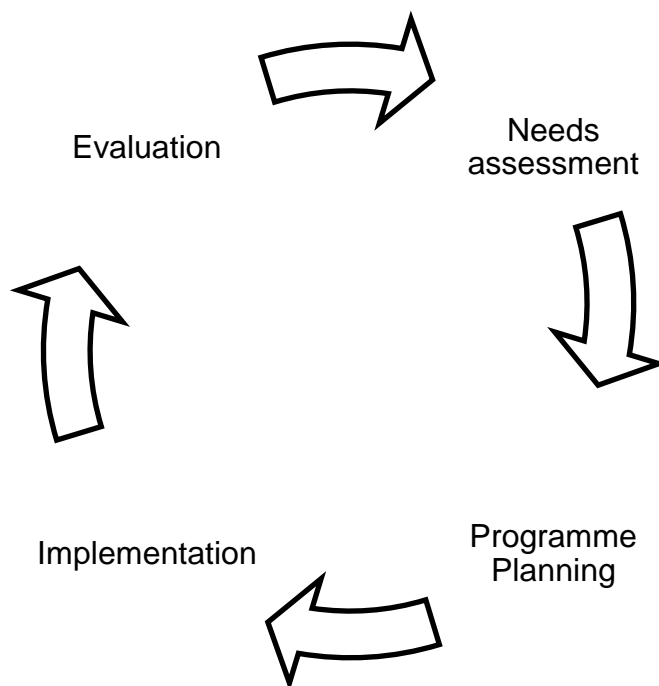 Evaluation
Needs
assessment
Implementation
Programme
Planning